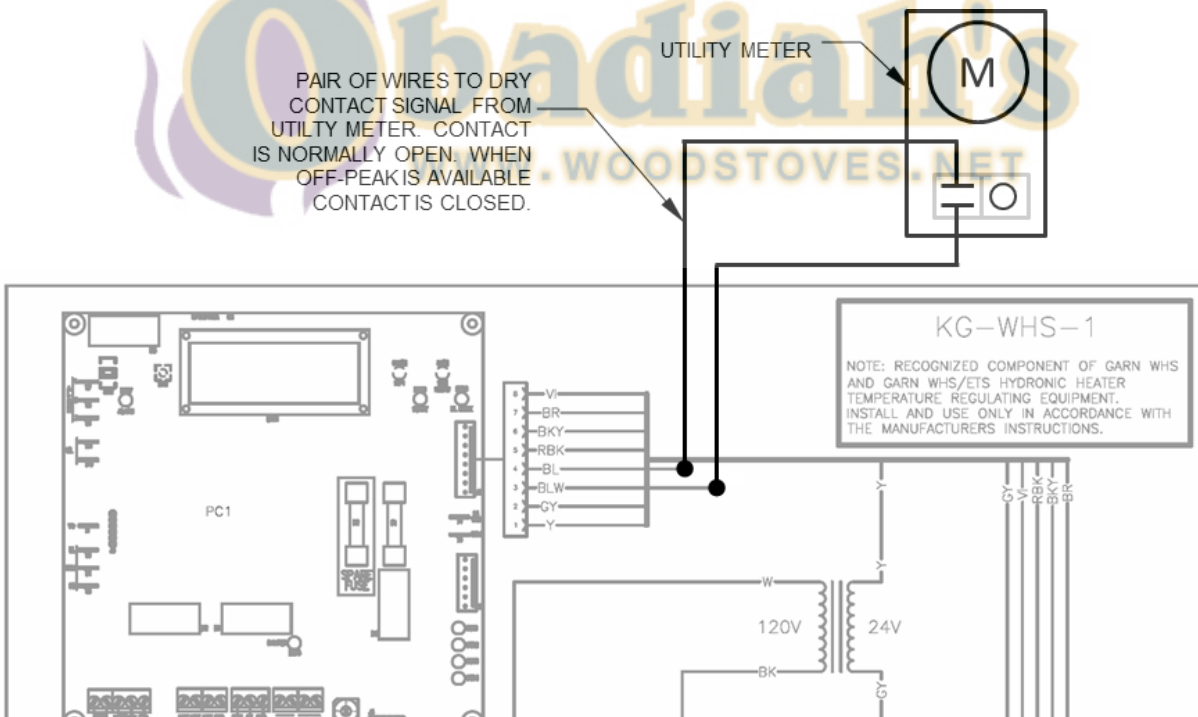 Obadiah's
WWW.WOODSTOVES.NET
UTILITY METER
M
PAIR OF WIRES TO DRY
CONTACT SIGNAL FROM
UTILTY METER. CONTACT
IS NORMALLY OPEN. WHEN
OFF-PEAK IS AVAILABLE
CONTACT IS CLOSED.
KG-WHS-1
NOTE: RECOGNIZED COMPONENT OF GARN WHS
AND GARN WHS/ETS HYDRONIC HEATER
TEMPERATURE REGULATING EQUIPMENT.
INSTALL AND USE ONLY IN ACCORDANCE WITH
THE MANUFACTURERS INSTRUCTIONS.
8 VI
7 BR
6 BKY
5 RBK
4 BL
3 BLW
2 GY
1 Y
Y
GY
VI
RBK
BKY
BR
PC1
SPARE
FUSE
Y
W
120V
24V
BK
GY